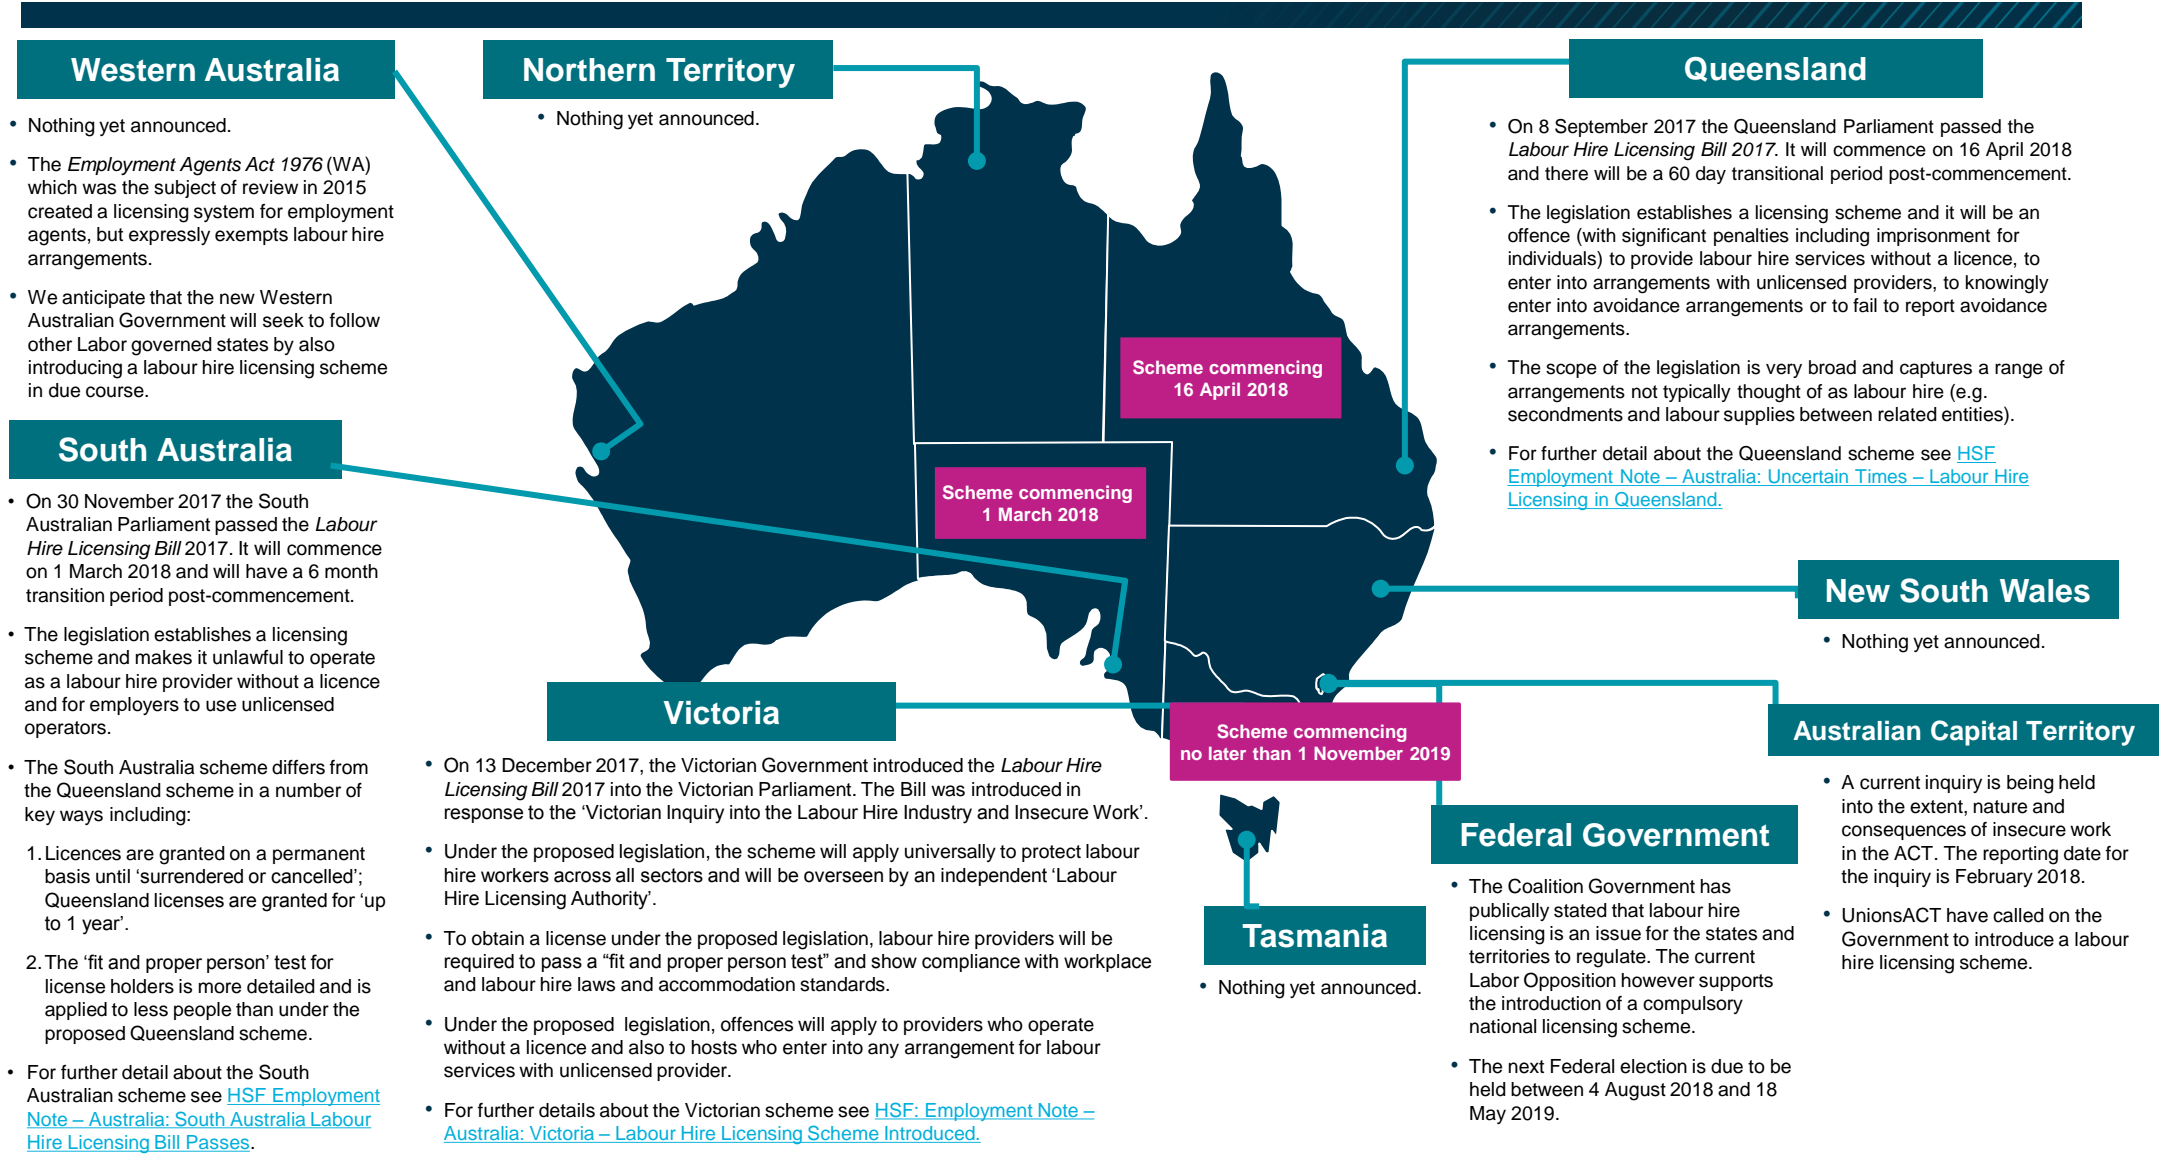 Western Australia
• Nothing yet announced.
• The Employment Agents Act 1976 (WA)
which was the subject of review in 2015
created a licensing system for employment
agents, but expressly exempts labour hire
arrangements.
• We anticipate that the new Western
Australian Government will seek to follow
other Labor governed states by also
introducing a labour hire licensing scheme
in due course.
South Australia
• On 30 November 2017 the South
Australian Parliament passed the Labour
Hire Licensing Bill 2017. It will commence
on 1 March 2018 and will have a 6 month
transition period post-commencement.
• The legislation establishes a licensing
scheme and makes it unlawful to operate
as a labour hire provider without a licence
and for employers to use unlicensed
operators.
• The South Australia scheme differs from
the Queensland scheme in a number of
key ways including:
1. Licences are granted on a permanent
basis until ‘surrendered or cancelled’;
Queensland licenses are granted for ‘up
to 1 year’.
2. The ‘fit and proper person’ test for
license holders is more detailed and is
applied to less people than under the
proposed Queensland scheme.
• For further detail about the South
Australian scheme see HSF Employment
Note – Australia: South Australia Labour
Hire Licensing Bill Passes.
Northern Territory
• Nothing yet announced.
Scheme commencing
16 April 2018
Scheme commencing
1 March 2018
Scheme commencing
no later than 1 November 2019
Victoria
• On 13 December 2017, the Victorian Government introduced the Labour Hire
Licensing Bill 2017 into the Victorian Parliament. The Bill was introduced in
response to the ‘Victorian Inquiry into the Labour Hire Industry and Insecure Work’.
• Under the proposed legislation, the scheme will apply universally to protect labour
hire workers across all sectors and will be overseen by an independent ‘Labour
Hire Licensing Authority’.
• To obtain a license under the proposed legislation, labour hire providers will be
required to pass a “fit and proper person test” and show compliance with workplace
and labour hire laws and accommodation standards.
• Under the proposed legislation, offences will apply to providers who operate
without a licence and also to hosts who enter into any arrangement for labour
services with unlicensed provider.
• For further details about the Victorian scheme see HSF: Employment Note –
Australia: Victoria – Labour Hire Licensing Scheme Introduced.
Queensland
• On 8 September 2017 the Queensland Parliament passed the
Labour Hire Licensing Bill 2017. It will commence on 16 April 2018
and there will be a 60 day transitional period post-commencement.
• The legislation establishes a licensing scheme and it will be an
offence (with significant penalties including imprisonment for
individuals) to provide labour hire services without a licence, to
enter into arrangements with unlicensed providers, to knowingly
enter into avoidance arrangements or to fail to report avoidance
arrangements.
• The scope of the legislation is very broad and captures a range of
arrangements not typically thought of as labour hire (e.g.
secondments and labour supplies between related entities).
• For further detail about the Queensland scheme see HSF
Employment Note – Australia: Uncertain Times – Labour Hire
Licensing in Queensland.
New South Wales
• Nothing yet announced.
Australian Capital Territory
• A current inquiry is being held
into the extent, nature and
consequences of insecure work
in the ACT. The reporting date for
the inquiry is February 2018.
• UnionsACT have called on the
Government to introduce a labour
hire licensing scheme.
Federal Government
• The Coalition Government has
publically stated that labour hire
licensing is an issue for the states and
territories to regulate. The current
Labor Opposition however supports
the introduction of a compulsory
national licensing scheme.
• The next Federal election is due to be
held between 4 August 2018 and 18
May 2019.
Tasmania
• Nothing yet announced.